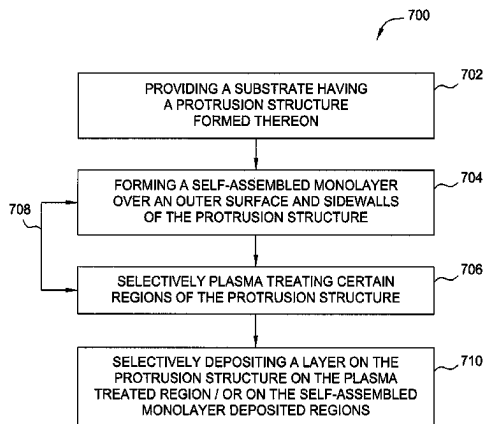 700
702
PROVIDING A SUBSTRATE HAVING
A PROTRUSION STRUCTURE
FORMED THEREON
704
FORMING A SELF-ASSEMBLED MONOLAYER
OVER AN OUTER SURFACE AND SIDEWALLS
OF THE PROTRUSION STRUCTURE
708
706
SELECTIVELY PLASMA TREATING CERTAIN
REGIONS OF THE PROTRUSION STRUCTURE
710
SELECTIVELY DEPOSITING A LAYER ON THE
PROTRUSION STRUCTURE ON THE PLASMA
TREATED REGION / OR ON THE SELF-ASSEMBLED
MONOLAYER DEPOSITED REGIONS